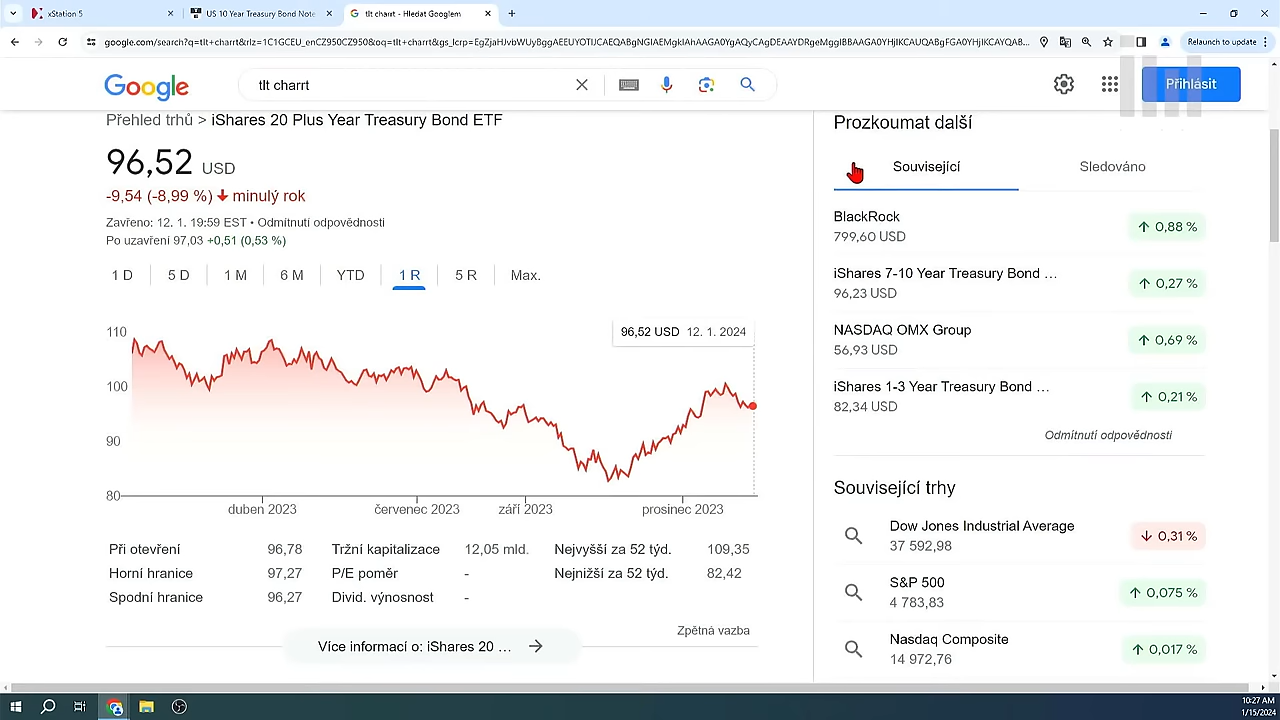 xStation 5
US 10 Year Treasury Bond Note
tlt charrt - Hledat Googlem
google.com/search?q=tlt+charrt&rlz=1C1GCEU_enCZ950CZ950&oq=tlt+charrt&gs_lcrp=
Relaunch to update
Google
tlt charrt
Přihlásit
Přehled trhů > iShares 20 Plus Year Treasury Bond ETF
96,52 USD
-9,54 (-8,99 %) minulý rok
Zavřeno: 12. 1. 19:59 EST • Odmítnutí odpovědnosti
Po uzavření 97,03 +0,51 (0,53 %)
1 D
5 D
1 M
6 M
YTD
1 R
5 R
Max.
96,52 USD 12. 1. 2024
110
100
90
80
duben 2023
červenec 2023
září 2023
prosinec 2023
Při otevření 96,78 Tržní kapitalizace 12,05 mld. Nejvyšší za 52 týd. 109,35
Horní hranice 97,27 P/E poměr - Nejnižší za 52 týd. 82,42
Spodní hranice 96,27 Divid. výnosnost -
Zpětná vazba
Více informací o: iShares 20 ...
Prozkoumat další
Související
Sledováno
BlackRock
799,60 USD
0,88 %
iShares 7-10 Year Treasury Bond ...
96,23 USD
0,27 %
NASDAQ OMX Group
56,93 USD
0,69 %
iShares 1-3 Year Treasury Bond ...
82,34 USD
0,21 %
Odmítnutí odpovědnosti
Související trhy
Dow Jones Industrial Average
37 592,98
0,31 %
S&P 500
4 783,83
0,075 %
Nasdaq Composite
14 972,76
0,017 %
10:27 AM
1/15/2024